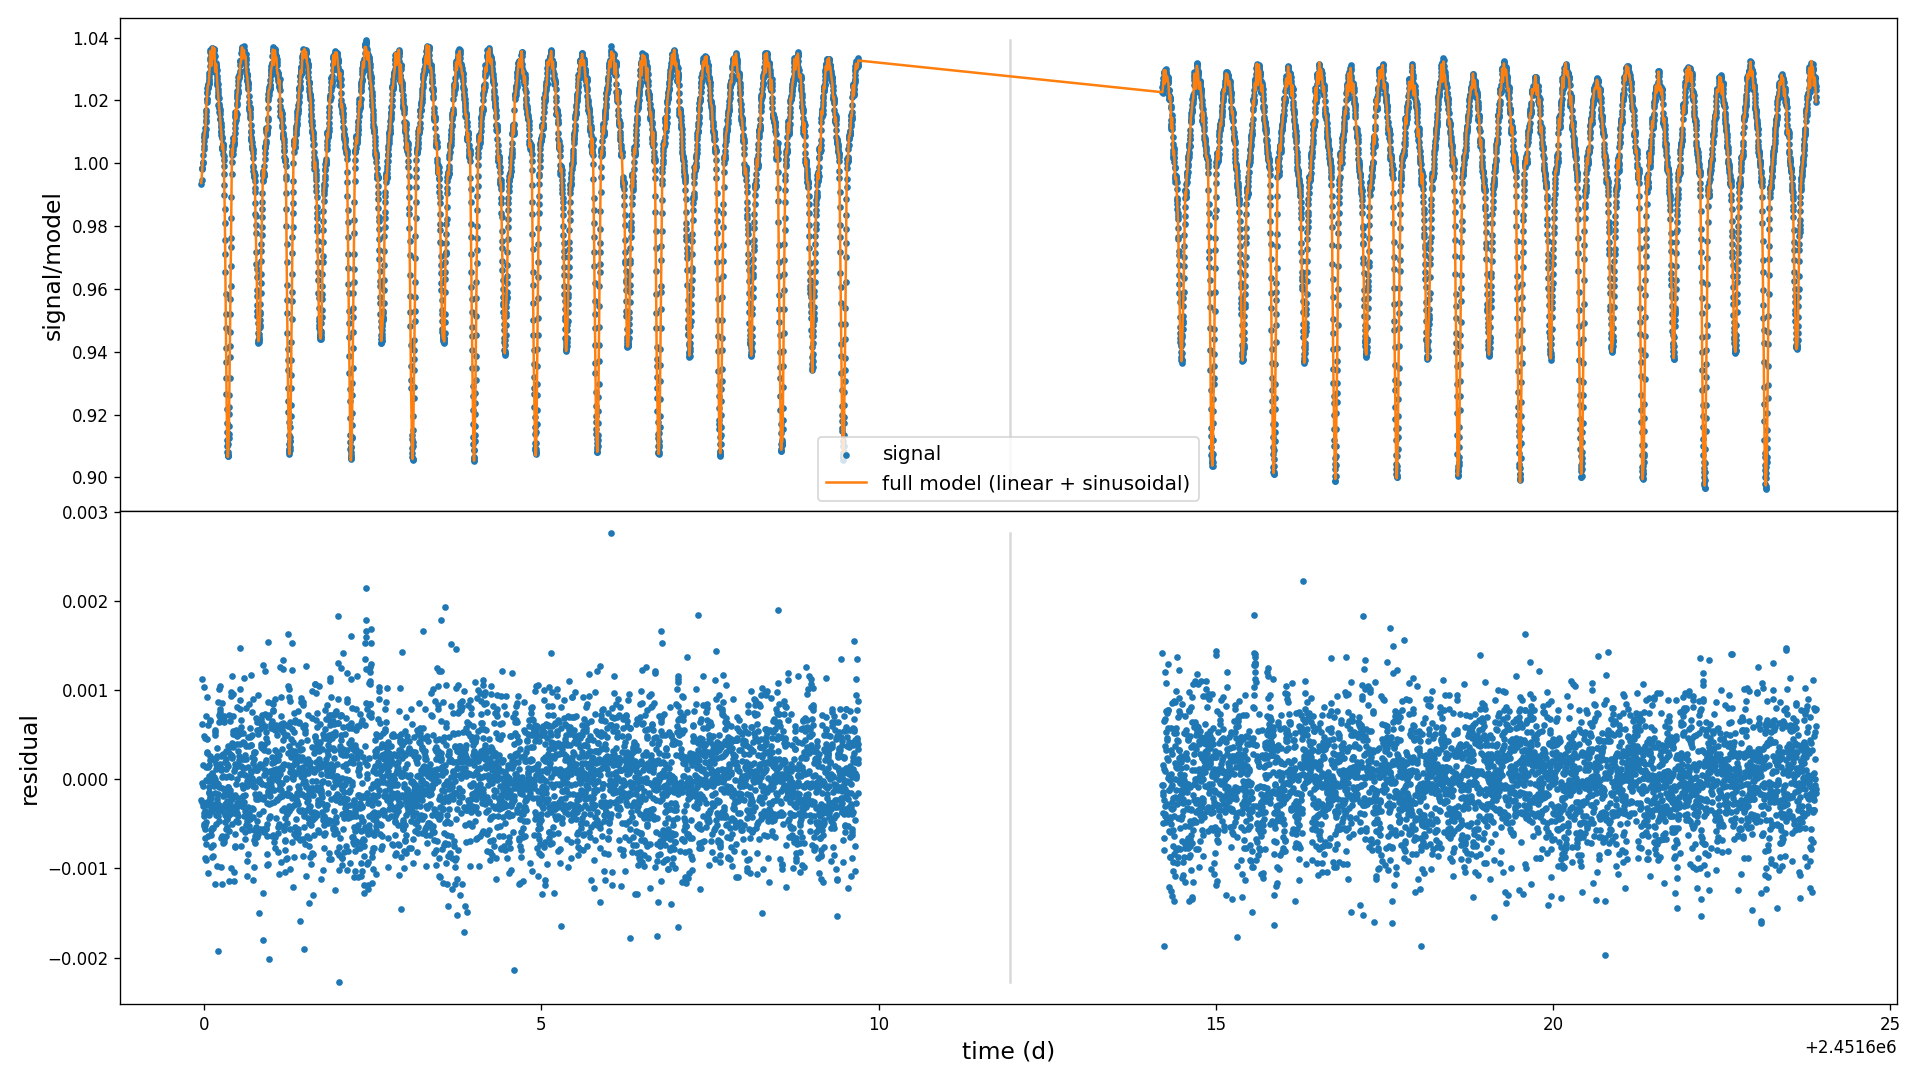 1.04
1.02
1.00
0.98
0.96
0.94
0.92
0.90
signal/model
signal
full model (linear + sinusoidal)
0.003
0.002
0.001
0.000
−0.001
−0.002
residual
0 5 10 15 20 25
time (d)
+2.4516e6